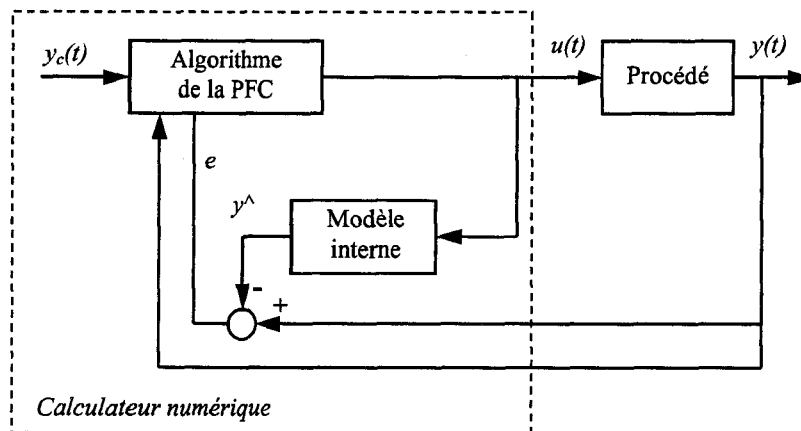 y_c(t)
Algorithme
de la PFC
u(t)
Procédé
y(t)
e
y^
Modèle
interne
-
+
Calculateur numérique